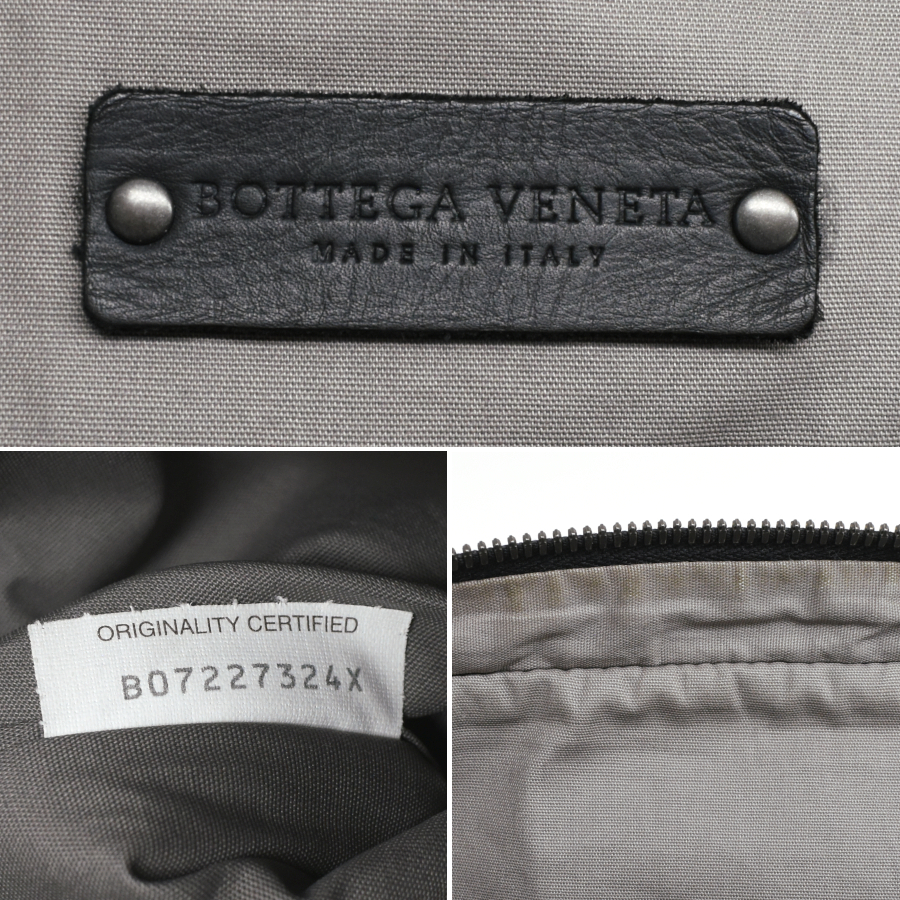 BOTTEGA VENETA
MADE IN ITALY
ORIGINALITY CERTIFIED
B07227324X